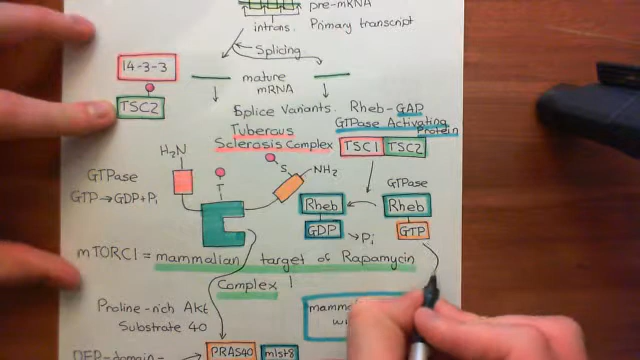 pre-mRNA
introns. Primary transcript
Splicing
14-3-3
TSC2
mature
mRNA
Splice Variants.
Rheb-GAP
GTPase Activating
Protein
Tuberous
Sclerosis Complex
TSC1 TSC2
H₂N
S
NH₂
T
GTPase
GTP → GDP + Pi
GTPase
Rheb
GDP
→ Pi
Rheb
GTP
mTORC1 = mammalian target of Rapamycin
Complex 1
Proline-rich Akt
Substrate 40
PRAS40
mlst8
DEP-domain-